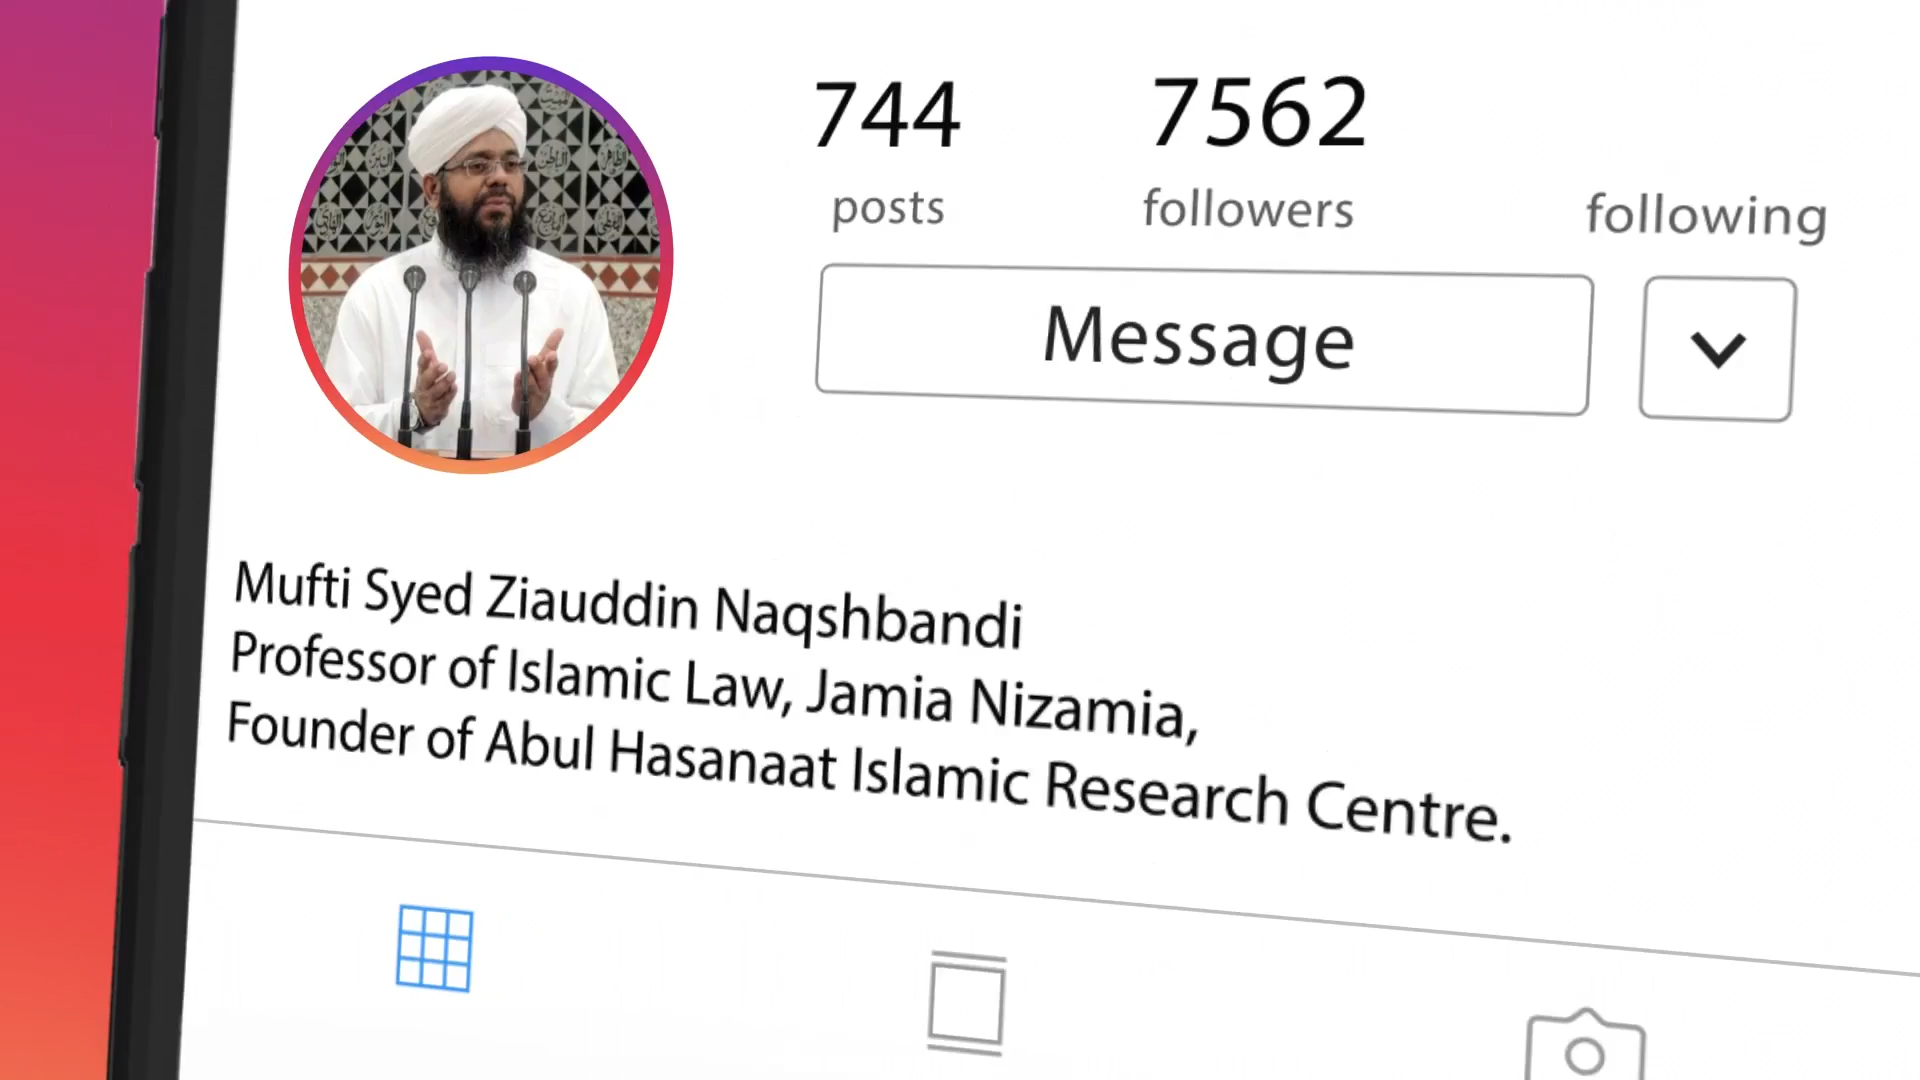 744
7562
posts
followers
following
Message
Mufti Syed Ziauddin Naqshbandi
Professor of Islamic Law, Jamia Nizamia,
Founder of Abul Hasanaat Islamic Research Centre.